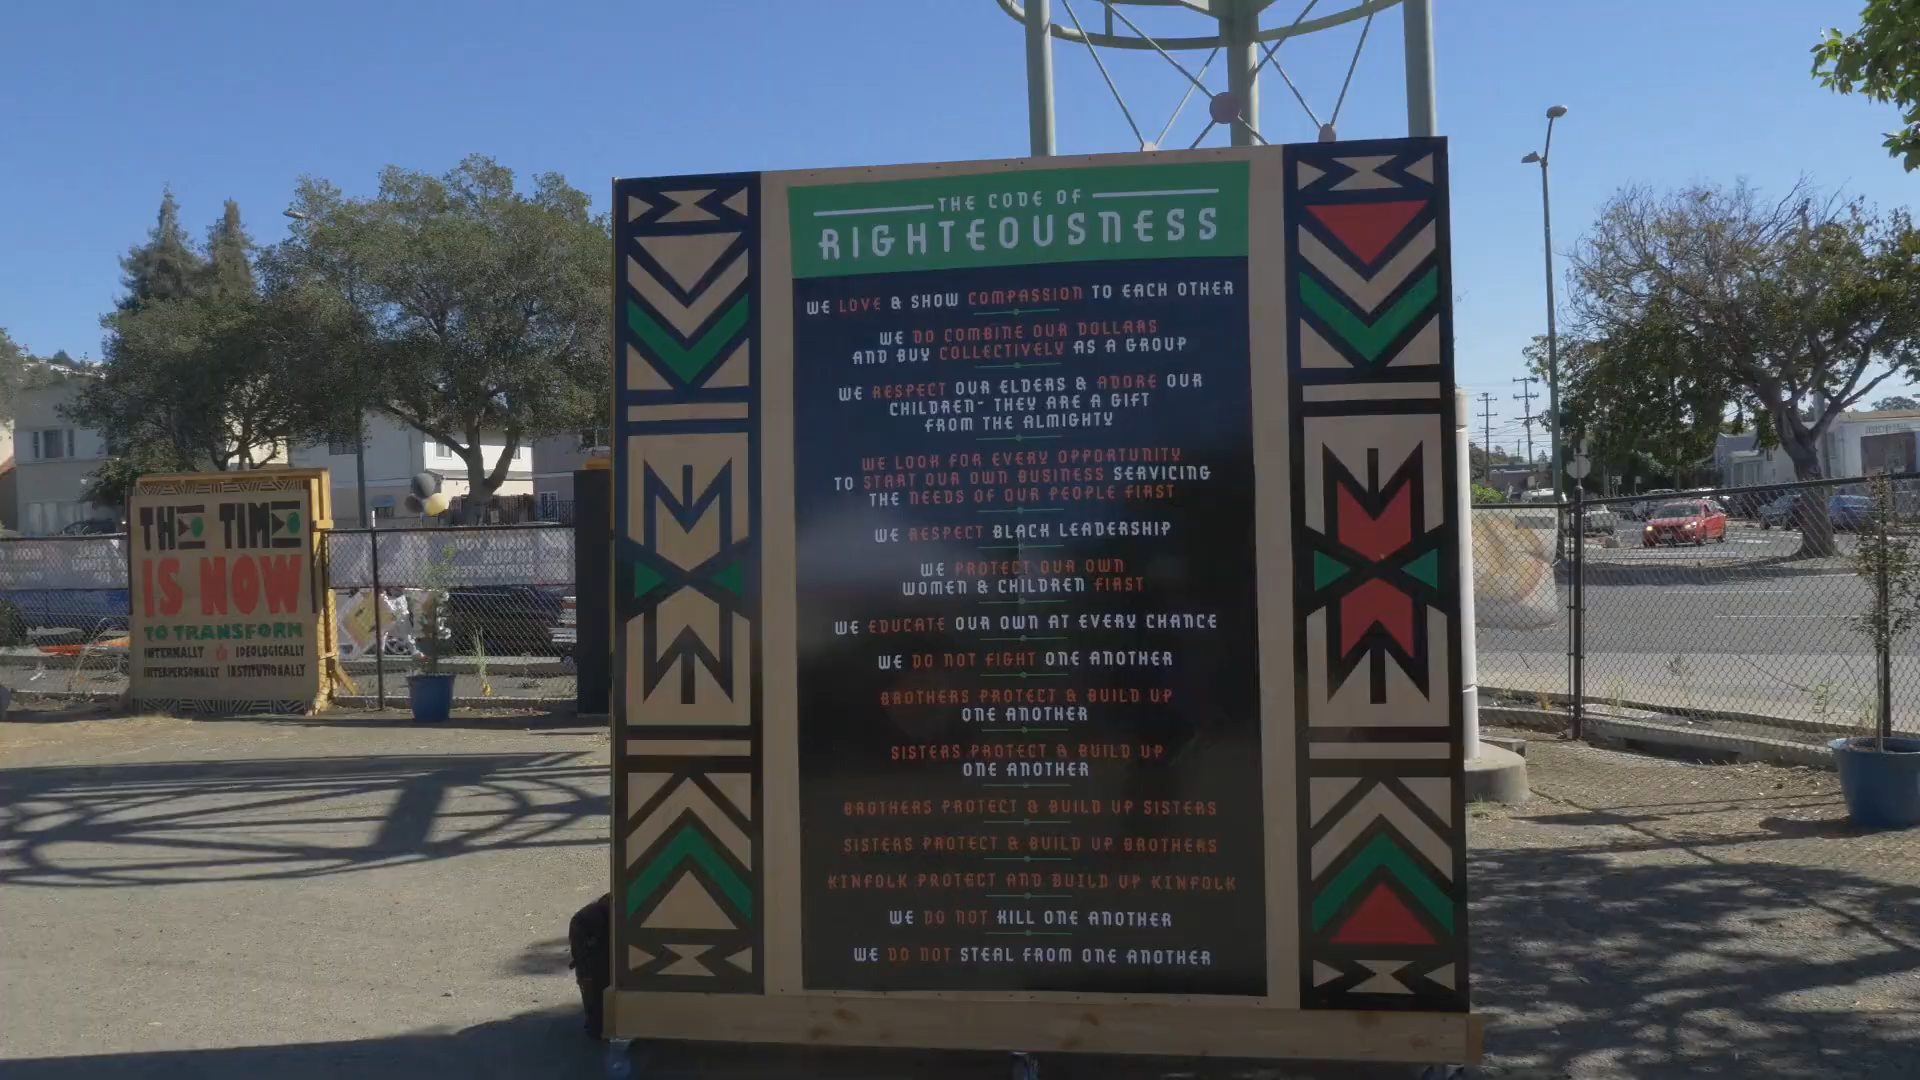 THE CODE OF
RIGHTEOUSNESS
WE LOVE & SHOW COMPASSION TO EACH OTHER
WE DO COMBINE OUR DOLLARS
AND BUY COLLECTIVELY AS A GROUP
WE RESPECT OUR ELDERS & ADORE OUR
CHILDREN- THEY ARE A GIFT
FROM THE ALMIGHTY
WE LOOK FOR EVERY OPPORTUNITY
TO START OUR OWN BUSINESS SERVICING
THE NEEDS OF OUR PEOPLE FIRST
WE RESPECT BLACK LEADERSHIP
WE PROTECT OUR OWN
WOMEN & CHILDREN FIRST
WE EDUCATE OUR OWN AT EVERY CHANCE
WE DO NOT FIGHT ONE ANOTHER
BROTHERS PROTECT & BUILD UP
ONE ANOTHER
SISTERS PROTECT & BUILD UP
ONE ANOTHER
BROTHERS PROTECT & BUILD UP SISTERS
SISTERS PROTECT & BUILD UP BROTHERS
KINFOLK PROTECT AND BUILD UP KINFOLK
WE DO NOT KILL ONE ANOTHER
WE DO NOT STEAL FROM ONE ANOTHER
THE TIME
IS NOW
TO TRANSFORM
INTERNALLY & IDEOLOGICALLY
INTERPERSONALLY INSTITUTIONALLY